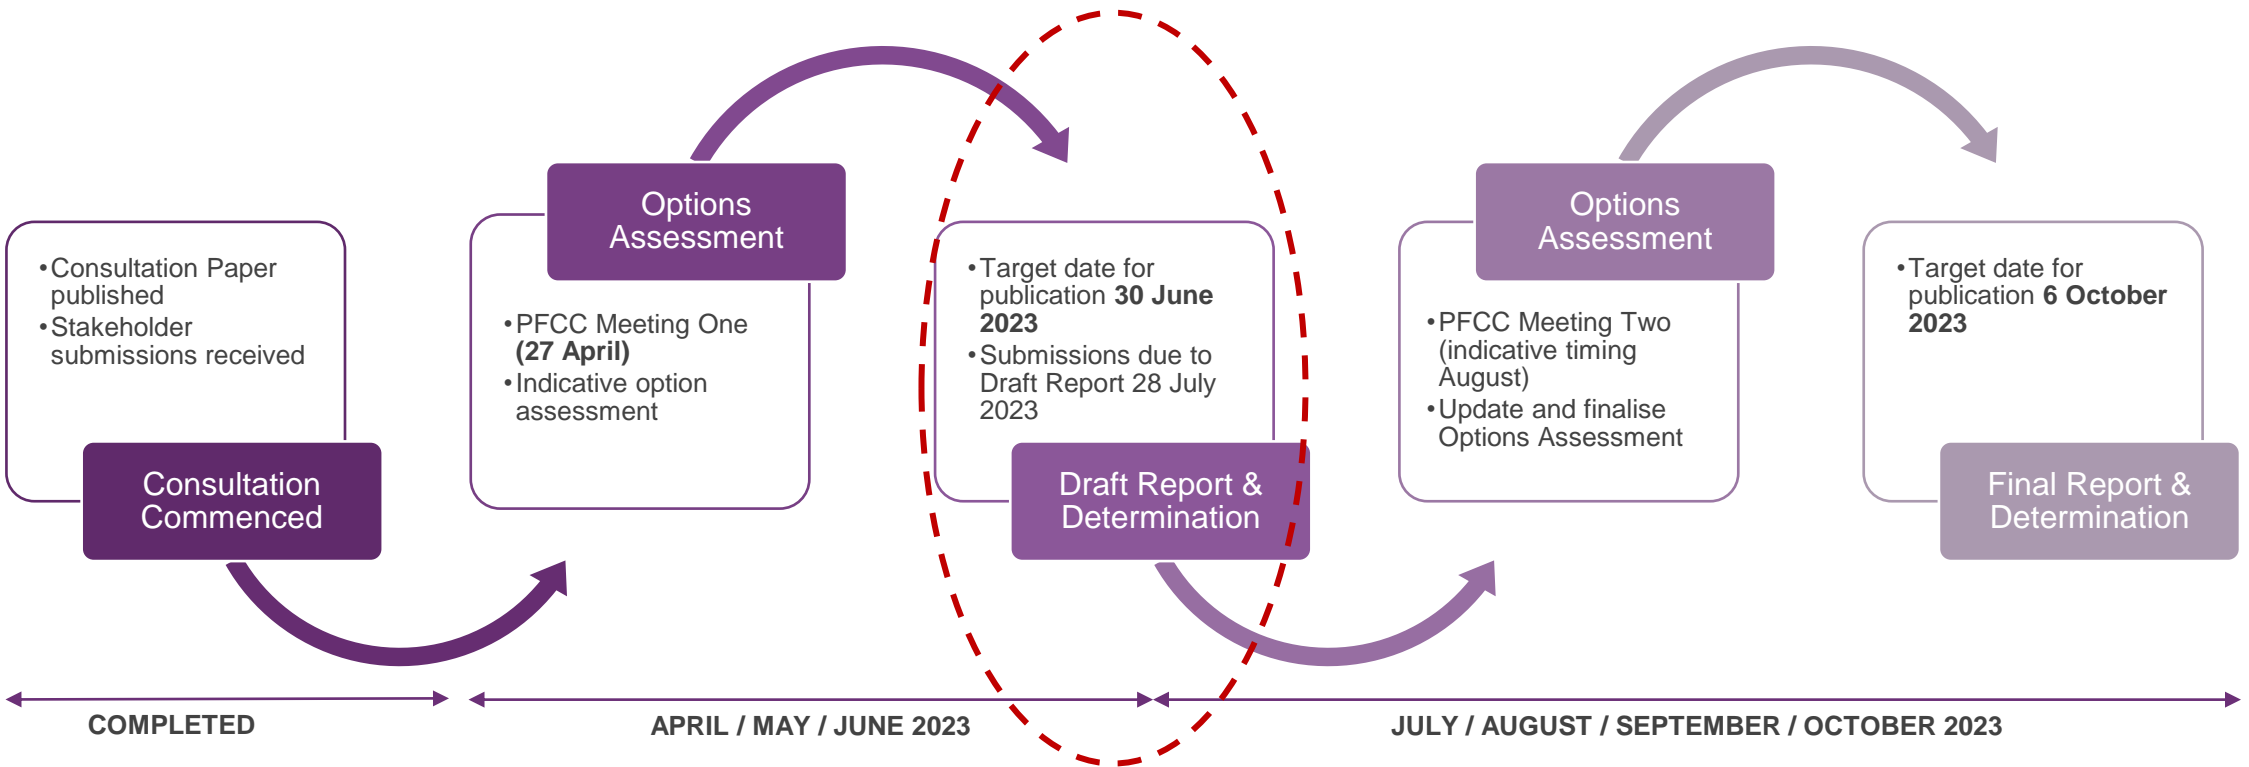 •Consultation Paper
published
•Stakeholder
submissions received
Consultation
Commenced
Options
Assessment
•PFCC Meeting One
(27 April)
•Indicative option
assessment
•Target date for
publication 30 June
2023
•Submissions due to
Draft Report 28 July
2023
Draft Report &
Determination
Options
Assessment
•PFCC Meeting Two
(indicative timing
August)
•Update and finalise
Options Assessment
•Target date for
publication 6 October
2023
Final Report &
Determination
COMPLETED
APRIL / MAY / JUNE 2023
JULY / AUGUST / SEPTEMBER / OCTOBER 2023